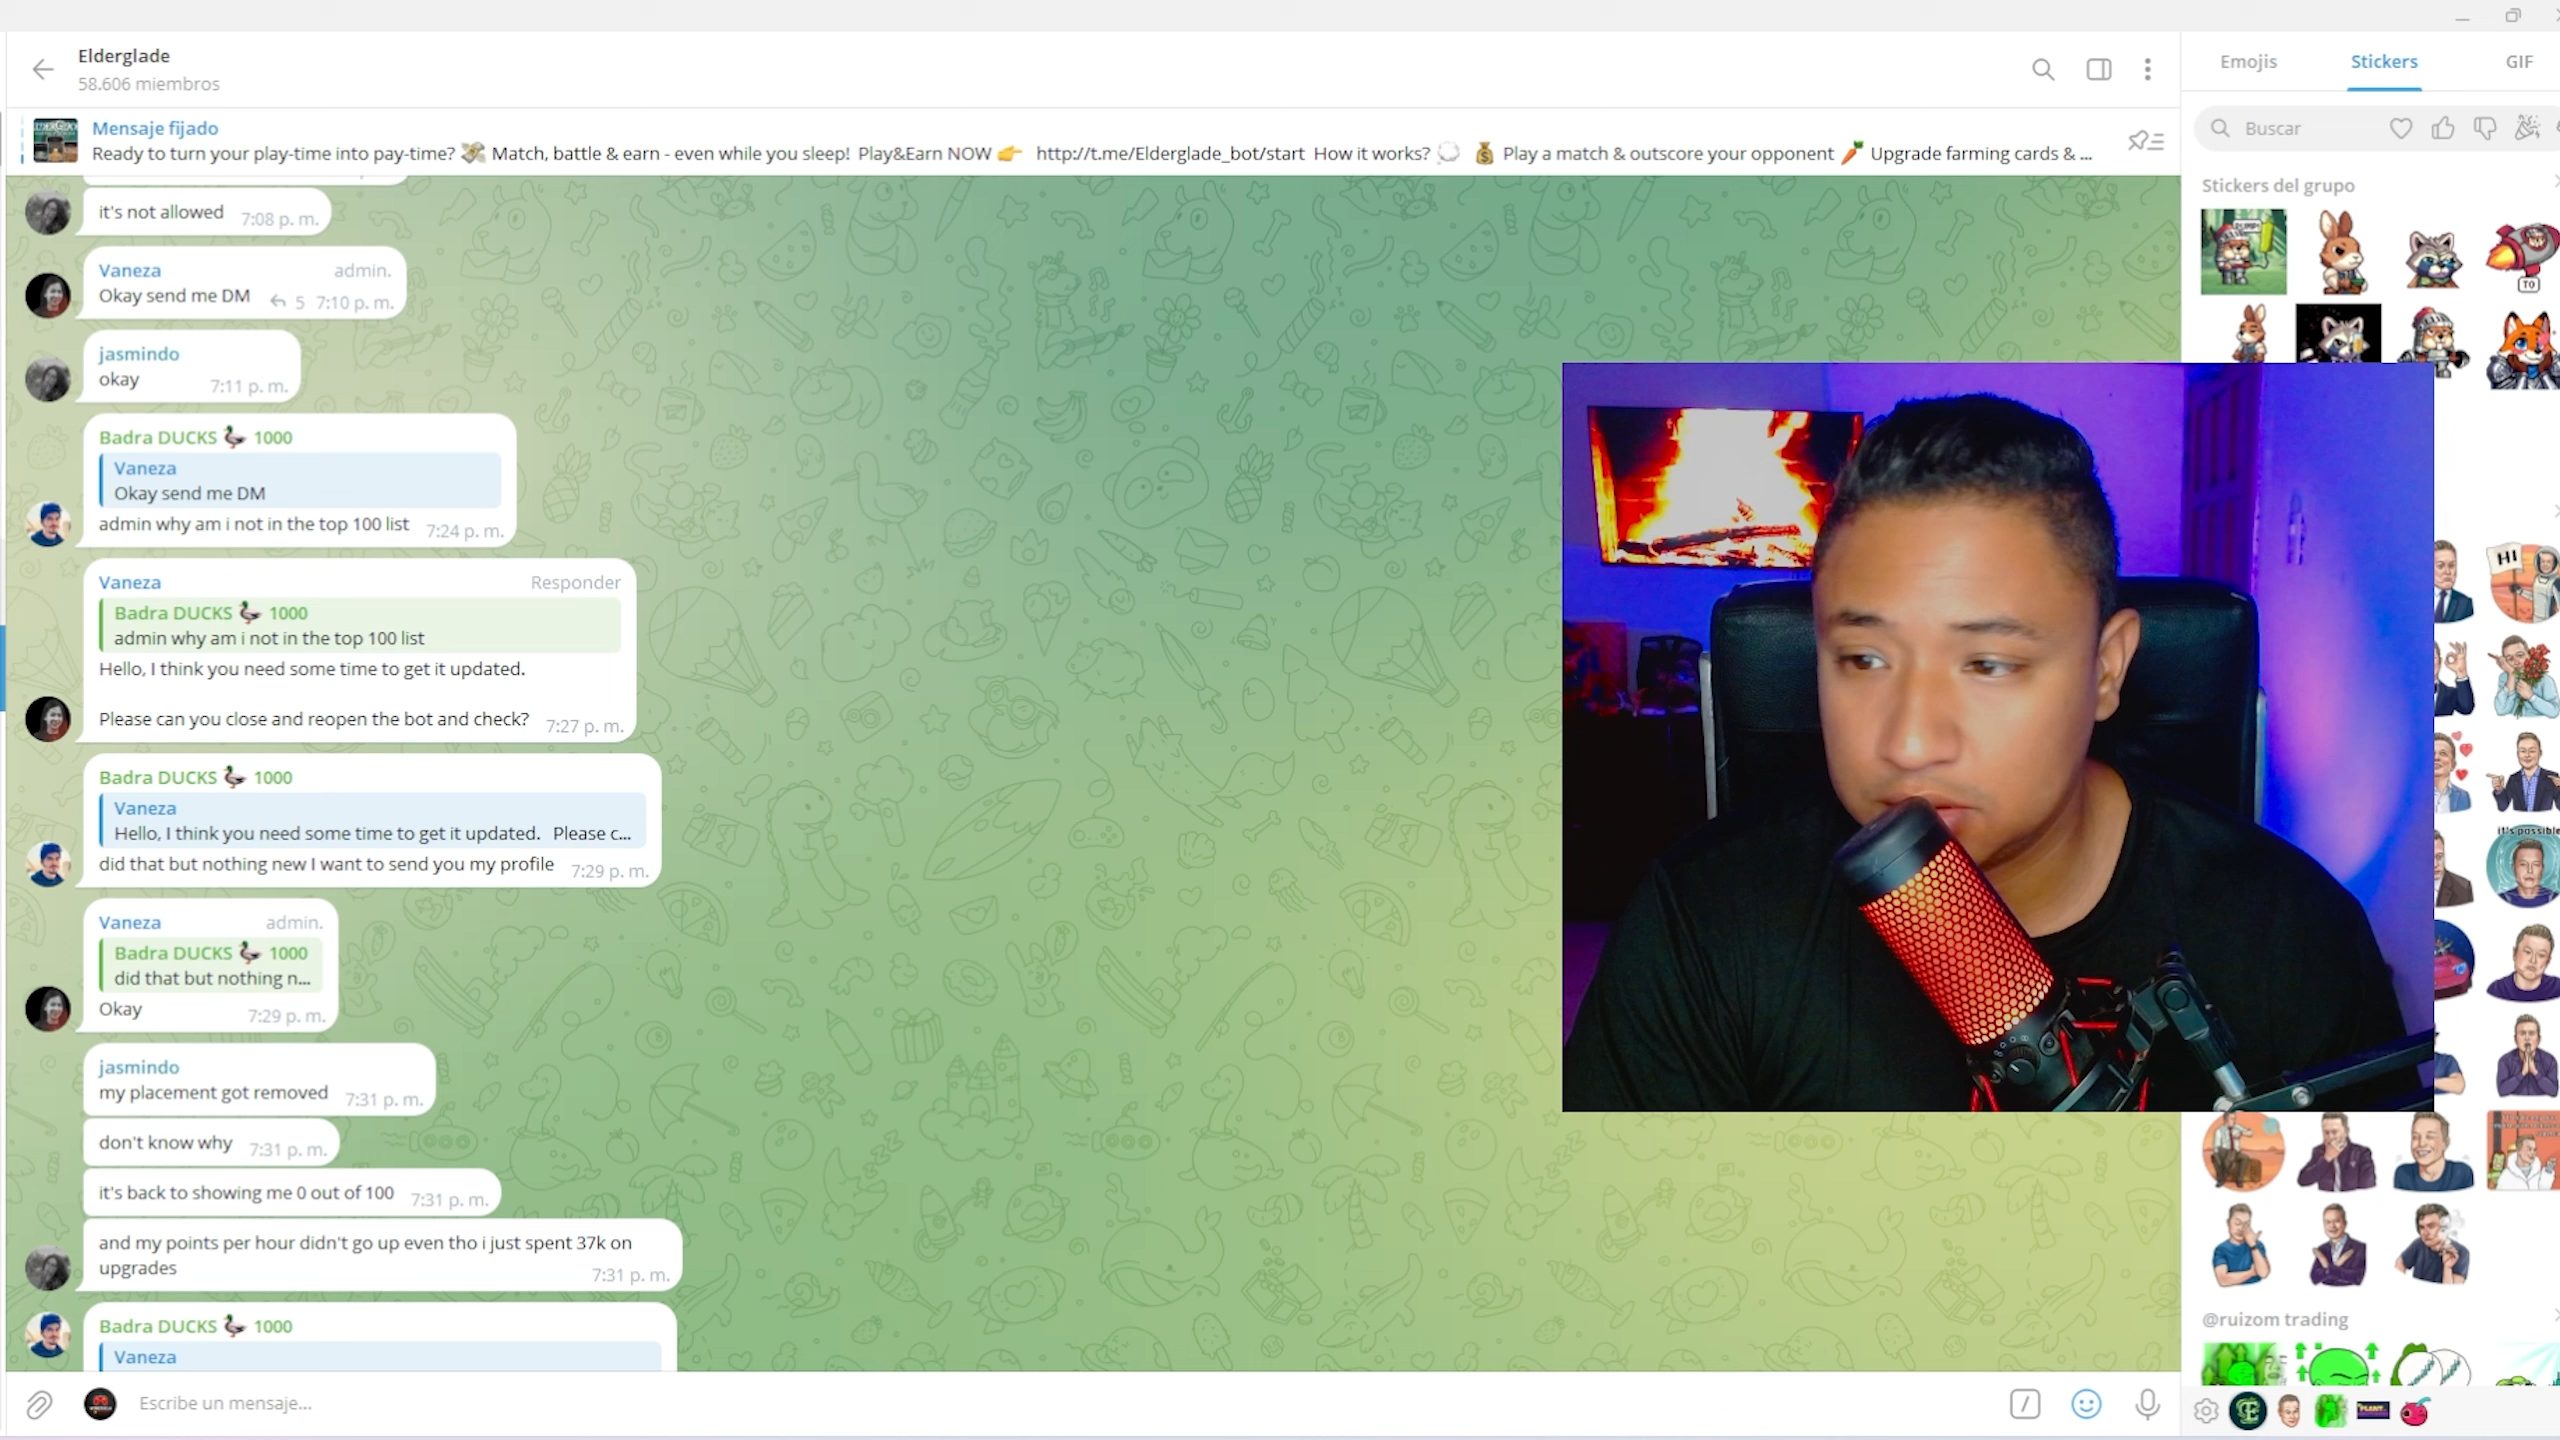 Elderglade
58.606 miembros
Mensaje fijado
Ready to turn your play-time into pay-time? 💸 Match, battle & earn - even while you sleep! Play&Earn NOW 👉 http://t.me/Elderglade_bot/start How it works? 💭 💰 Play a match & outscore your opponent 🥕 Upgrade farming cards & ...
it's not allowed 7:08 p. m.
Vaneza admin.
Okay send me DM 5 7:10 p. m.
jasmindo
okay 7:11 p. m.
Badra DUCKS 🦆 1000
Vaneza
Okay send me DM
admin why am i not in the top 100 list 7:24 p. m.
Vaneza Responder
Badra DUCKS 🦆 1000
admin why am i not in the top 100 list
Hello, I think you need some time to get it updated.
Please can you close and reopen the bot and check? 7:27 p. m.
Badra DUCKS 🦆 1000
Vaneza
Hello, I think you need some time to get it updated. Please c...
did that but nothing new I want to send you my profile 7:29 p. m.
Vaneza admin.
Badra DUCKS 🦆 1000
did that but nothing n...
Okay 7:29 p. m.
jasmindo
my placement got removed 7:31 p. m.
don't know why 7:31 p. m.
it's back to showing me 0 out of 100 7:31 p. m.
and my points per hour didn't go up even tho i just spent 37k on
upgrades 7:31 p. m.
Badra DUCKS 🦆 1000
Vaneza
Escribe un mensaje...
Emojis Stickers GIF
Buscar
Stickers del grupo
TO
HI
it's possible
@ruizom trading